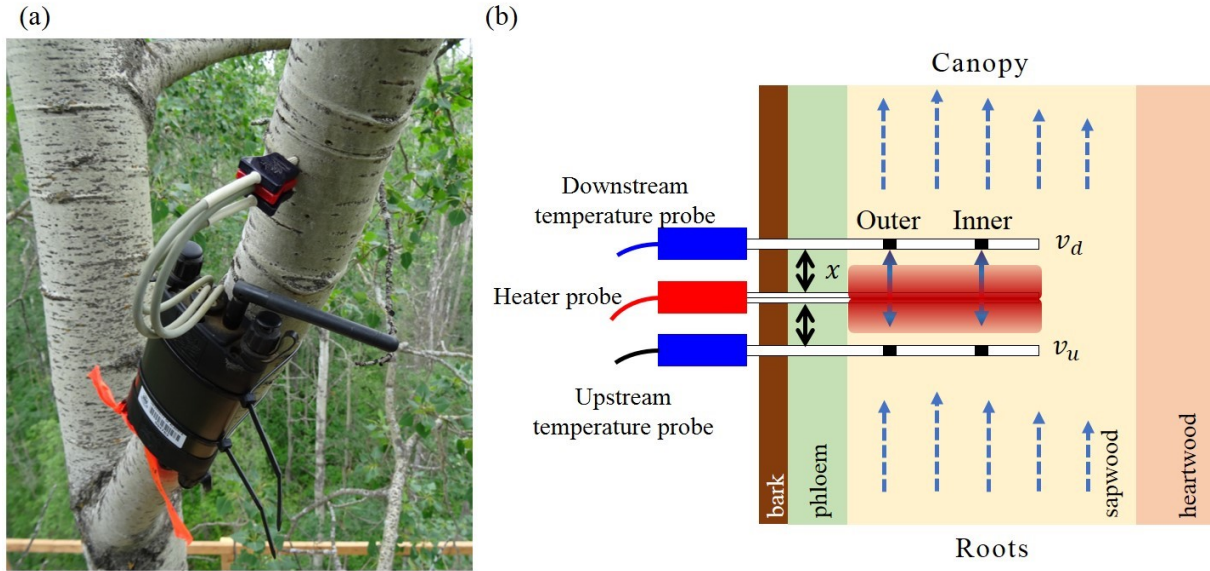 (a)
(b)
Canopy
Downstream
temperature probe
Outer
Inner
v_d
x
Heater probe
v_u
Upstream
temperature probe
bark
phloem
sapwood
heartwood
Roots